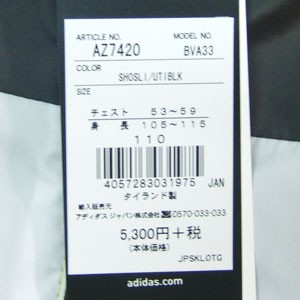 ARTICLE NO. MODEL NO.
AZ7420 BVA33
COLOR
SHOSLI/UTIBLK
SIZE
チェスト 53~59
身 長 105~115
110
4057283031975 JAN
タイランド製
輸入販売元
アディダス ジャパン株式会社 0570-033-033
5,300円+税
(本体価格)
JPSKLOTG
adidas.com